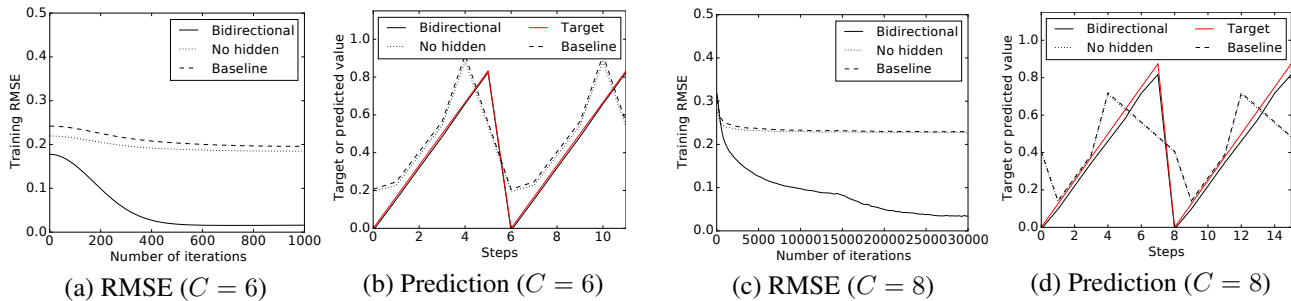 0.5
0.4
0.3
0.2
0.1
0.0
Training RMSE
Bidirectional
No hidden
Baseline
0 200 400 600 800 1000
Number of iterations
(a) RMSE (C = 6)
1.0
0.8
0.6
0.4
0.2
0.0
Target or predicted value
Bidirectional Target
No hidden Baseline
0 2 4 6 8 10
Steps
(b) Prediction (C = 6)
0.5
0.4
0.3
0.2
0.1
0.0
Training RMSE
Bidirectional
No hidden
Baseline
0 5000 10000 15000 20000 25000 30000
Number of iterations
(c) RMSE (C = 8)
1.0
0.8
0.6
0.4
0.2
0.0
Target or predicted value
Bidirectional Target
No hidden Baseline
0 2 4 6 8 10 12 14
Steps
(d) Prediction (C = 8)